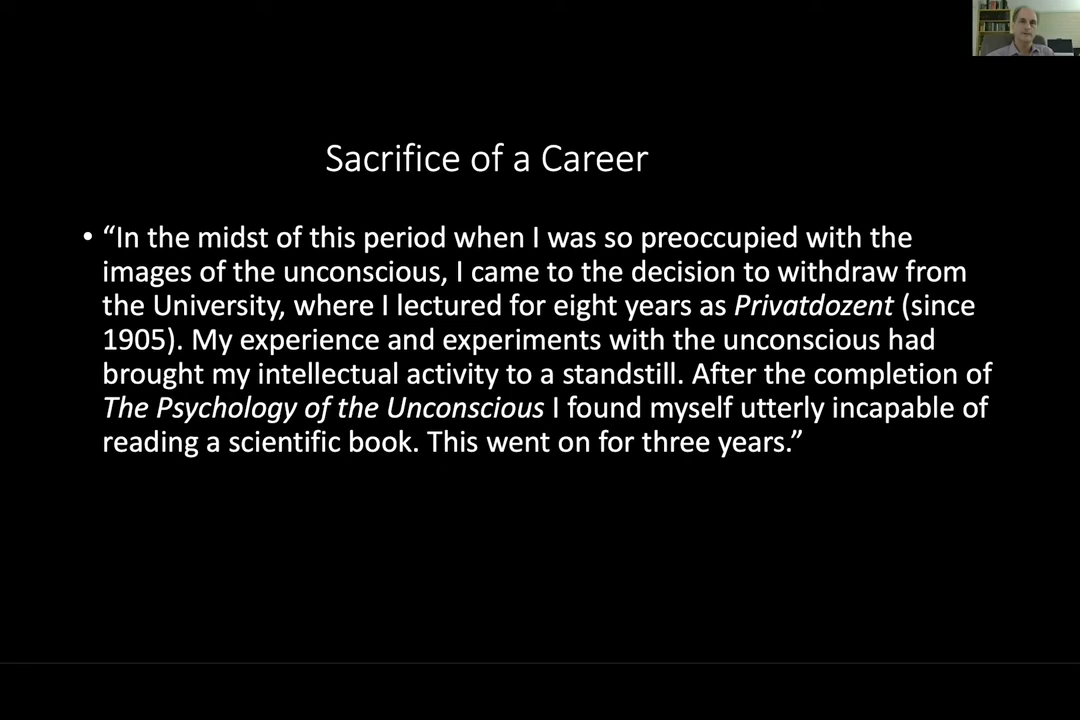 Sacrifice of a Career
• “In the midst of this period when I was so preoccupied with the
images of the unconscious, I came to the decision to withdraw from
the University, where I lectured for eight years as Privatdozent (since
1905). My experience and experiments with the unconscious had
brought my intellectual activity to a standstill. After the completion of
The Psychology of the Unconscious I found myself utterly incapable of
reading a scientific book. This went on for three years.”